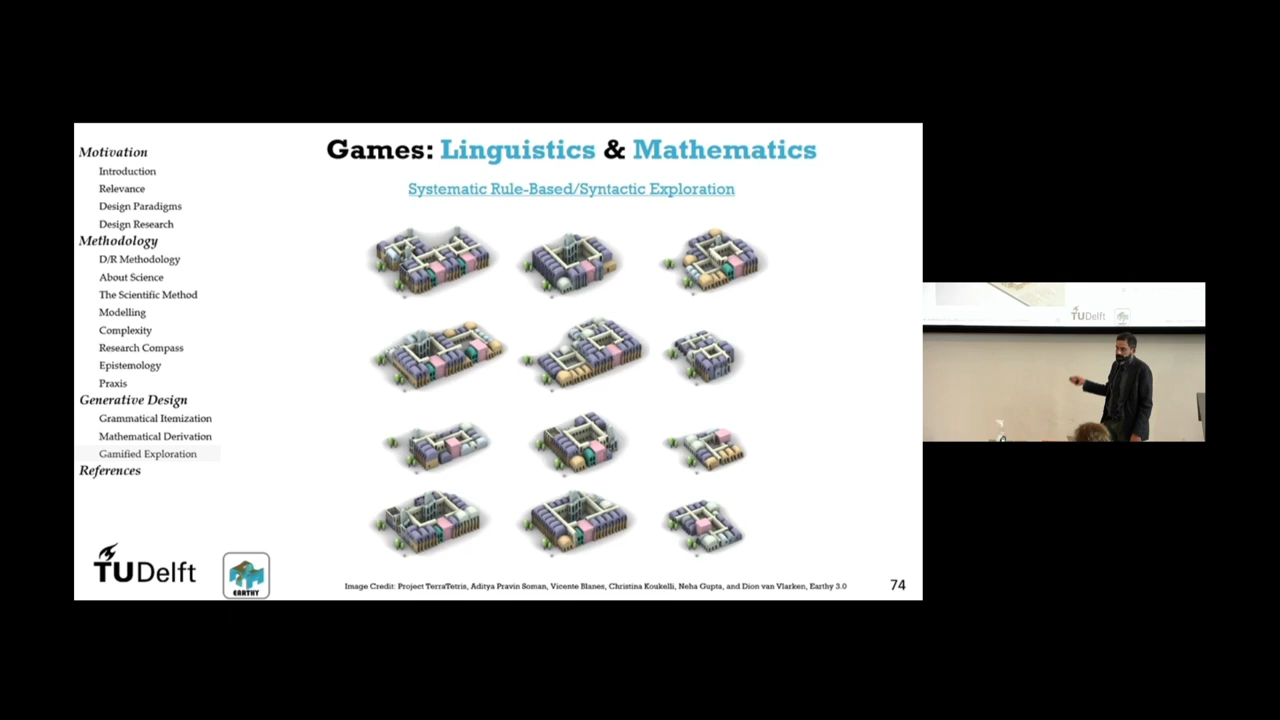 Games: Linguistics & Mathematics
Systematic Rule-Based/Syntactic Exploration
Motivation
Introduction
Relevance
Design Paradigms
Design Research
Methodology
D/R Methodology
About Science
The Scientific Method
Modelling
Complexity
Research Compass
Epistemology
Praxis
Generative Design
Grammatical Itemization
Mathematical Derivation
Gamified Exploration
References
TUDelft
EARTHY
Image Credit: Project TerraTetris, Aditya Pravin Soman, Vicente Blanes, Christina Koukelli, Neha Gupta, and Dion van Vlarken, Earthy 3.0
74
TUDelft